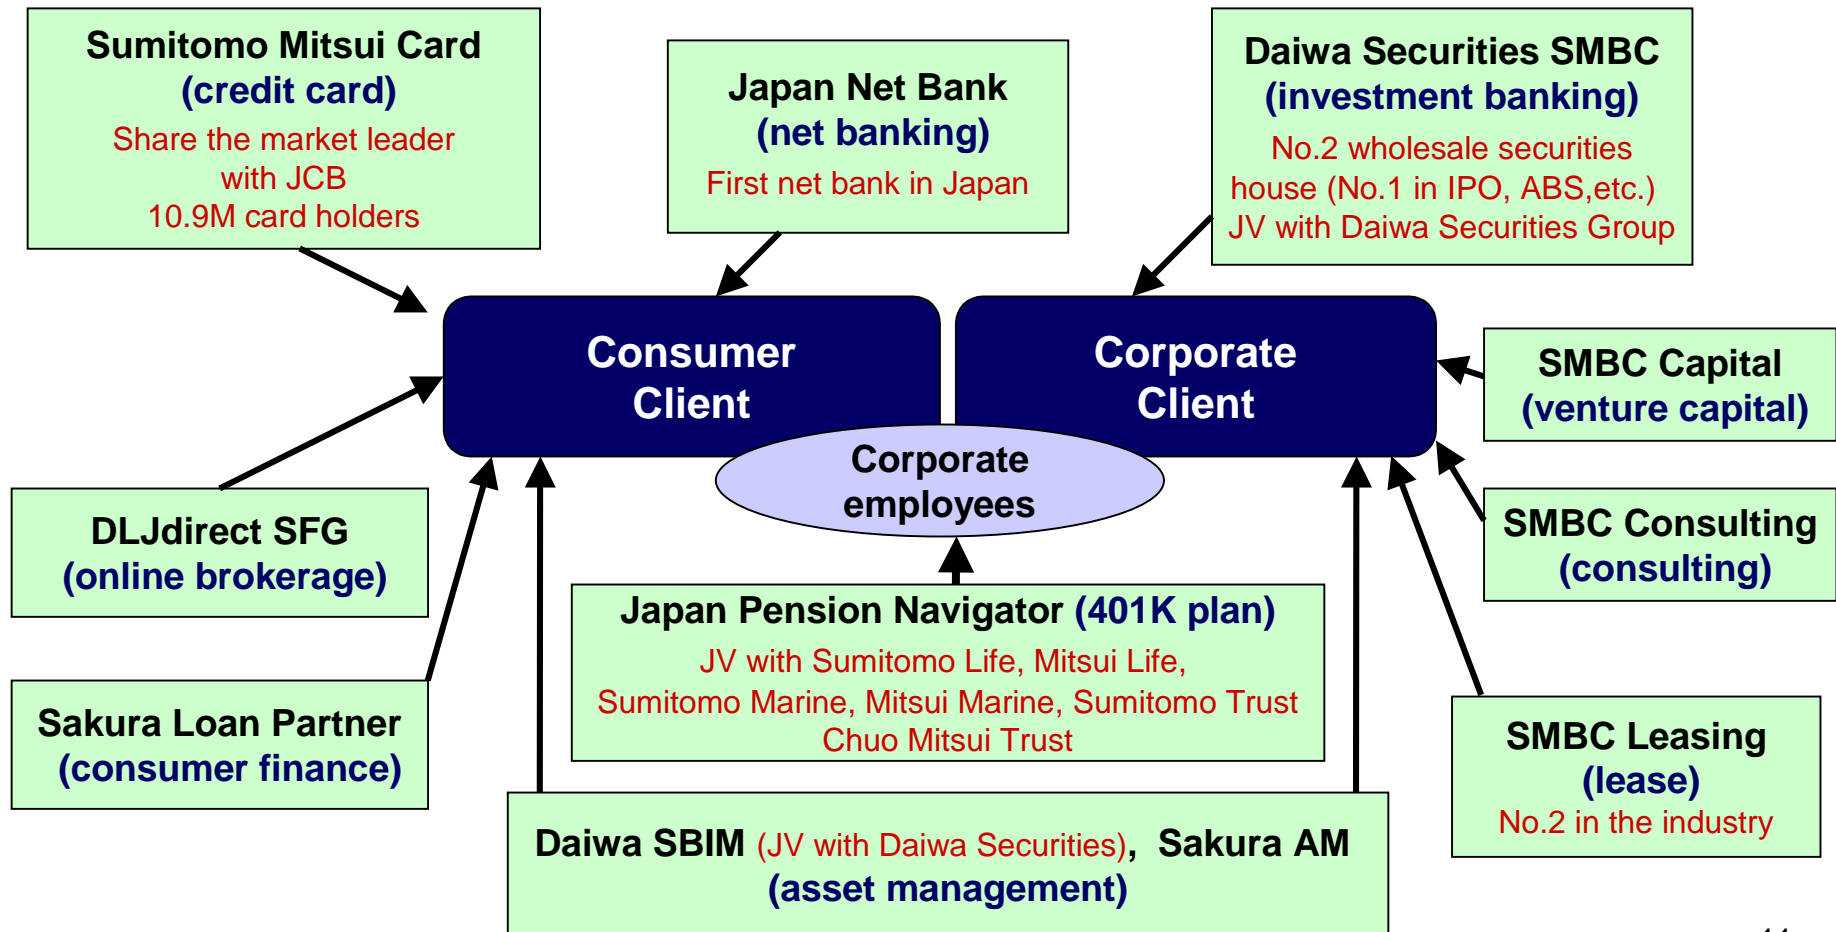 Sumitomo Mitsui Card
(credit card)
Share the market leader
with JCB
10.9M card holders
Japan Net Bank
(net banking)
First net bank in Japan
Daiwa Securities SMBC
(investment banking)
No.2 wholesale securities
house (No.1 in IPO, ABS,etc.)
JV with Daiwa Securities Group
Consumer
Client
Corporate
Client
SMBC Capital
(venture capital)
Corporate
employees
DLJdirect SFG
(online brokerage)
SMBC Consulting
(consulting)
Japan Pension Navigator (401K plan)
JV with Sumitomo Life, Mitsui Life,
Sumitomo Marine, Mitsui Marine, Sumitomo Trust
Chuo Mitsui Trust
Sakura Loan Partner
(consumer finance)
SMBC Leasing
(lease)
No.2 in the industry
Daiwa SBIM (JV with Daiwa Securities), Sakura AM
(asset management)